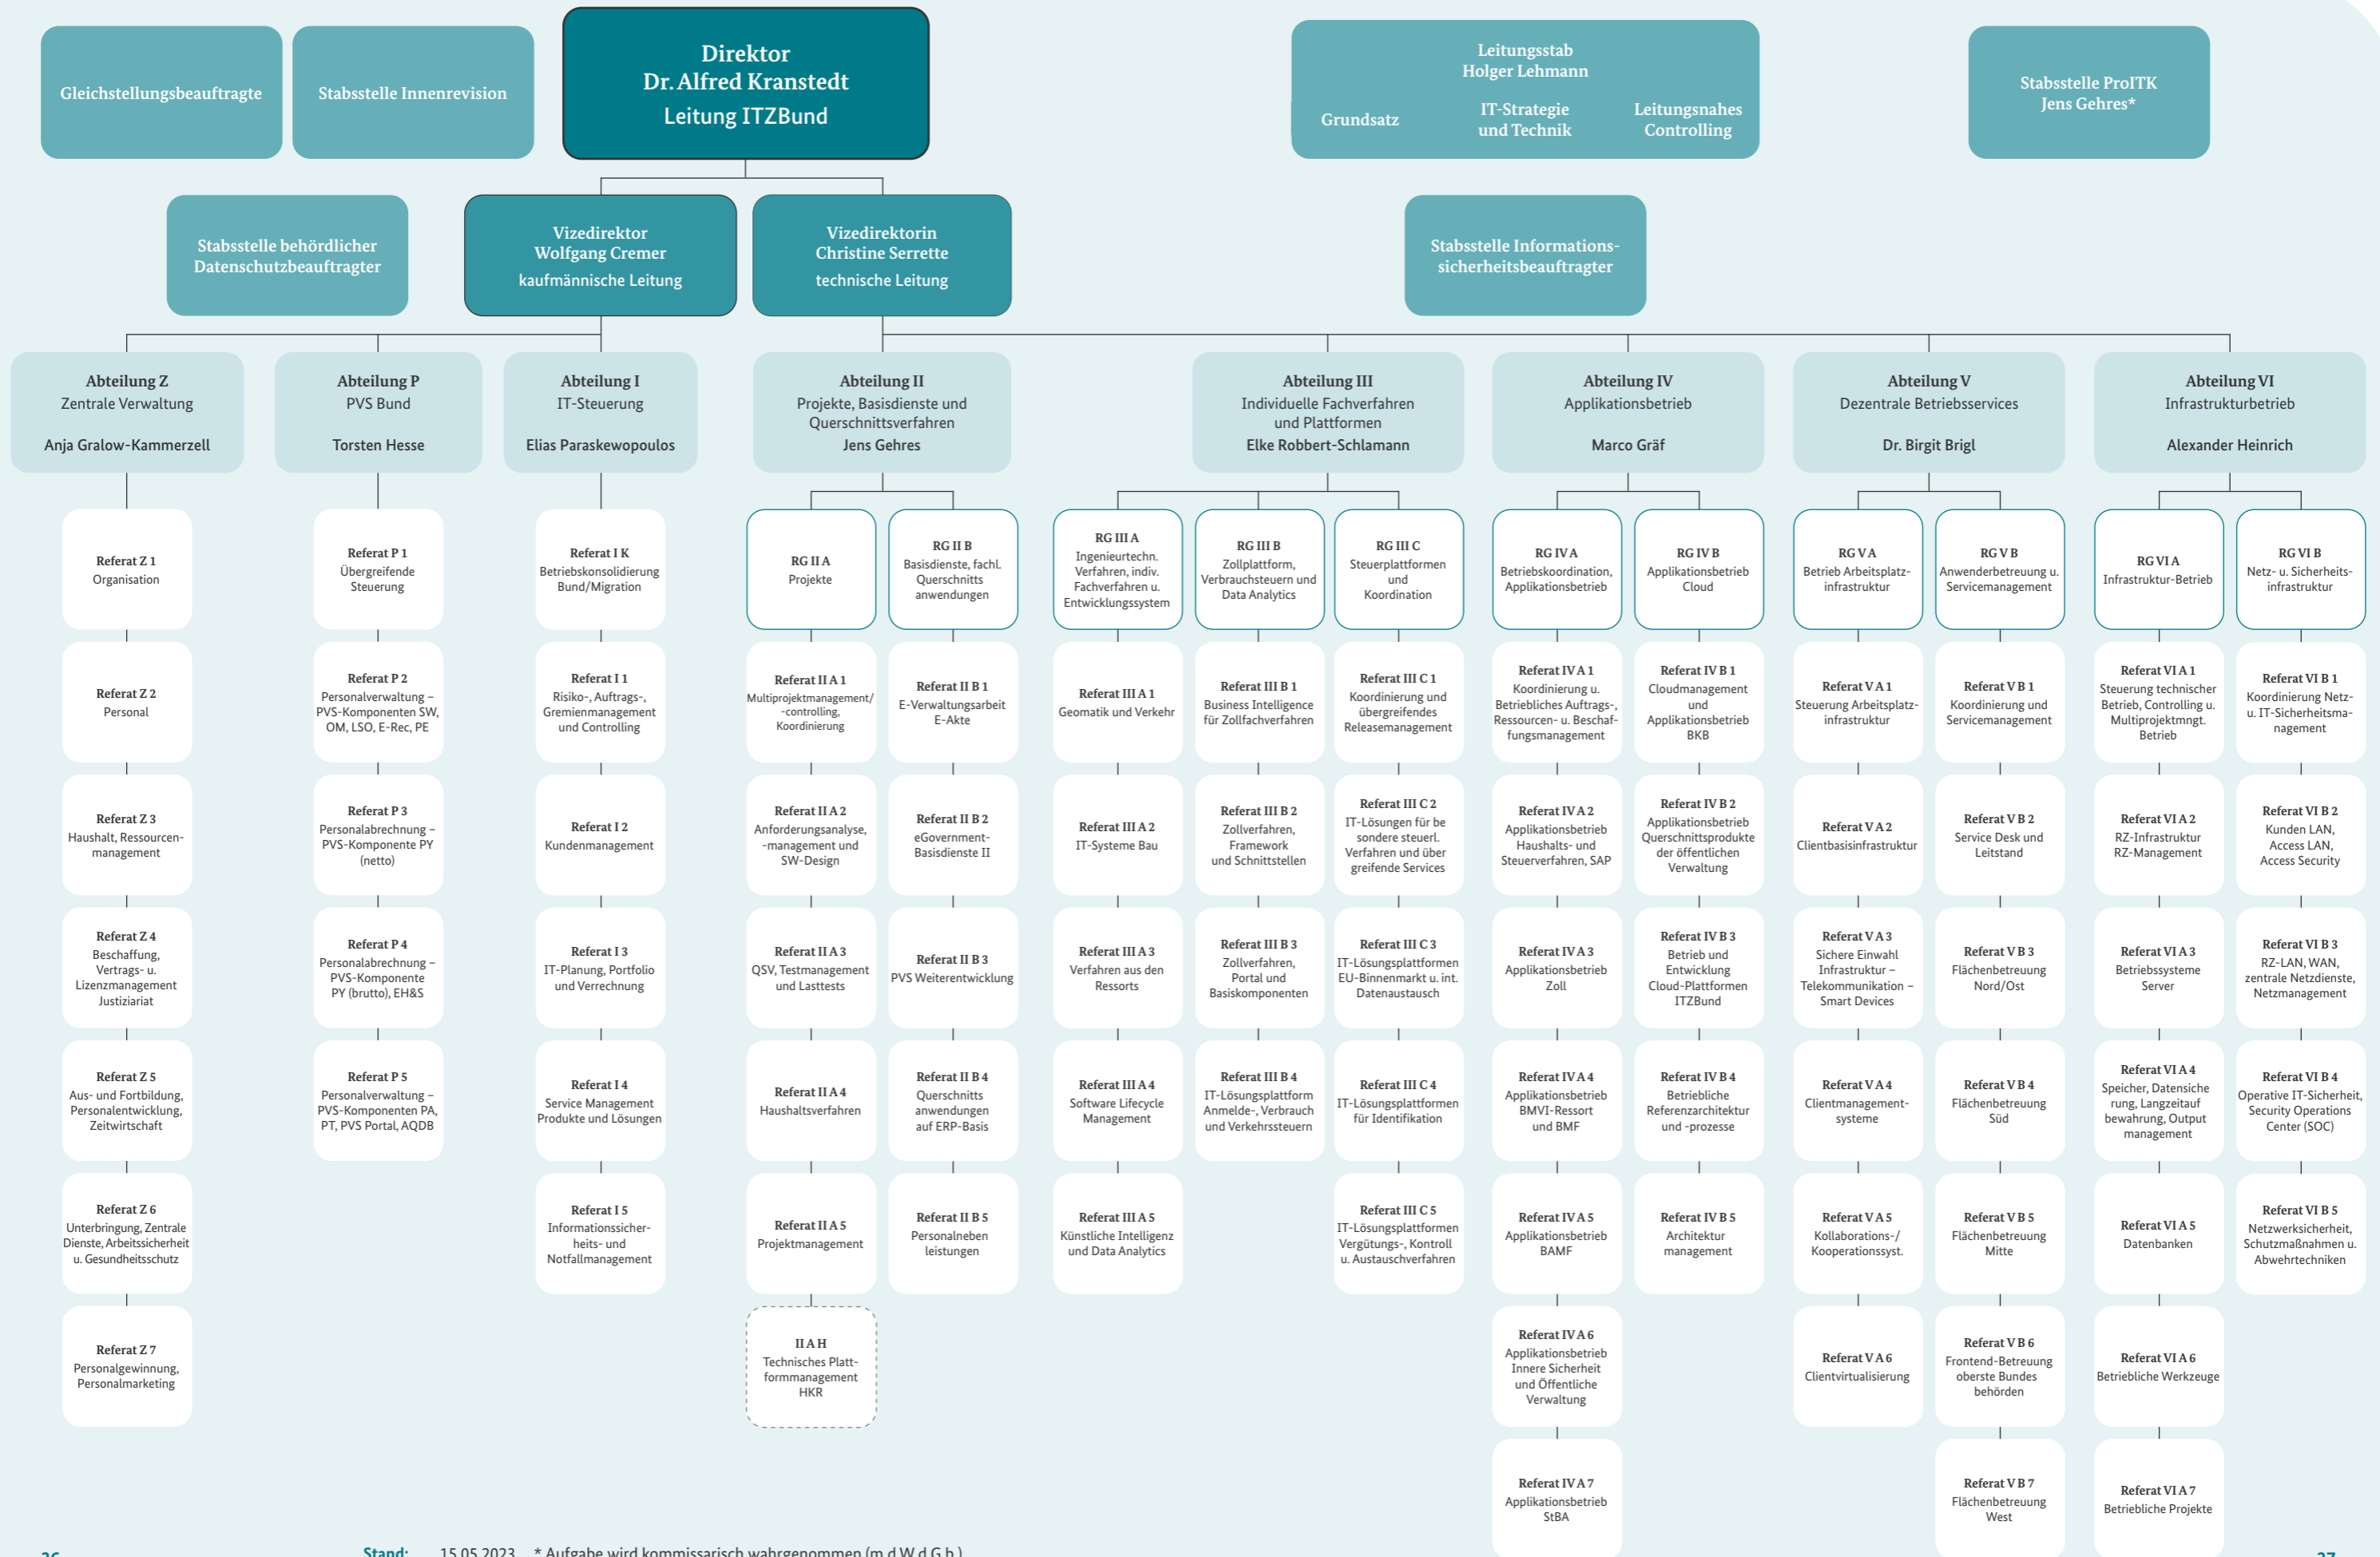 Gleichstellungsbeauftragte
Stabsstelle Innenrevision
Direktor
Dr. Alfred Kranstedt
Leitung ITZBund
Leitungsstab
Holger Lehmann
Grundsatz
IT-Strategie
und Technik
Leitungsnahes
Controlling
Stabsstelle ProITK
Jens Gehres*
Stabsstelle behördlicher
Datenschutzbeauftragter
Vizedirektor
Wolfgang Cremer
kaufmännische Leitung
Vizedirektorin
Christine Serrette
technische Leitung
Stabsstelle Informations-
sicherheitsbeauftragter
Abteilung Z
Zentrale Verwaltung
Anja Gralow-Kammerzell
Abteilung P
PVS Bund
Torsten Hesse
Abteilung I
IT-Steuerung
Elias Paraskewopoulos
Abteilung II
Projekte, Basisdienste und
Querschnittsverfahren
Jens Gehres
Abteilung III
Individuelle Fachverfahren
und Plattformen
Elke Robbert-Schlamann
Abteilung IV
Applikationsbetrieb
Marco Gräf
Abteilung V
Dezentrale Betriebsservices
Dr. Birgit Brigl
Abteilung VI
Infrastrukturbetrieb
Alexander Heinrich
Referat Z 1
Organisation
Referat Z 2
Personal
Referat Z 3
Haushalt, Ressourcen-
management
Referat Z 4
Beschaffung,
Vertrags- u.
Lizenzmanagement
Justiziariat
Referat Z 5
Aus- und Fortbildung,
Personalentwicklung,
Zeitwirtschaft
Referat Z 6
Unterbringung, Zentrale
Dienste, Arbeitssicherheit
u. Gesundheitsschutz
Referat Z 7
Personalgewinnung,
Personalmarketing
Referat P 1
Übergreifende
Steuerung
Referat P 2
Personalverwaltung –
PVS-Komponenten SW,
OM, LSO, E-Rec, PE
Referat P 3
Personalabrechnung –
PVS-Komponente PY
(netto)
Referat P 4
Personalabrechnung –
PVS-Komponente
PY (brutto), EH&S
Referat P 5
Personalverwaltung –
PVS-Komponenten PA,
PT, PVS Portal, AQDB
Referat I K
Betriebskonsolidierung
Bund/Migration
Referat I 1
Risiko-, Auftrags-,
Gremienmanagement
und Controlling
Referat I 2
Kundenmanagement
Referat I 3
IT-Planung, Portfolio
und Verrechnung
Referat I 4
Service Management
Produkte und Lösungen
Referat I 5
Informationssicher-
heits- und
Notfallmanagement
RG II A
Projekte
Referat II A 1
Multiprojektmanagement/
-controlling,
Koordinierung
Referat II A 2
Anforderungsanalyse,
-management und
SW-Design
Referat II A 3
QSV, Testmanagement
und Lasttests
Referat II A 4
Haushaltsverfahren
Referat II A 5
Projektmanagement
II A H
Technisches Platt-
formmanagement
HKR
RG II B
Basisdienste, fachl.
Querschnitts
anwendungen
Referat II B 1
E-Verwaltungsarbeit
E-Akte
Referat II B 2
eGovernment-
Basisdienste II
Referat II B 3
PVS Weiterentwicklung
Referat II B 4
Querschnitts
anwendungen
auf ERP-Basis
Referat II B 5
Personalneben
leistungen
RG III A
Ingenieurtechn.
Verfahren, indiv.
Fachverfahren u.
Entwicklungssystem
Referat III A 1
Geomatik und Verkehr
Referat III A 2
IT-Systeme Bau
Referat III A 3
Verfahren aus den
Ressorts
Referat III A 4
Software Lifecycle
Management
Referat III A 5
Künstliche Intelligenz
und Data Analytics
RG III B
Zollplattform,
Verbrauchsteuern und
Data Analytics
Referat III B 1
Business Intelligence
für Zollfachverfahren
Referat III B 2
Zollverfahren,
Framework
und Schnittstellen
Referat III B 3
Zollverfahren,
Portal und
Basiskomponenten
Referat III B 4
IT-Lösungsplattform
Anmelde-, Verbrauch
und Verkehrssteuern
RG III C
Steuerplattformen
und
Koordination
Referat III C 1
Koordinierung und
übergreifendes
Releasemanagement
Referat III C 2
IT-Lösungen für be
sondere steuerl.
Verfahren und über
greifende Services
Referat III C 3
IT-Lösungsplattformen
EU-Binnenmarkt u. int.
Datenaustausch
Referat III C 4
IT-Lösungsplattformen
für Identifikation
Referat III C 5
IT-Lösungsplattformen
Vergütungs-, Kontroll
u. Austauschverfahren
RG IV A
Betriebskoordination,
Applikationsbetrieb
Referat IV A 1
Koordinierung u.
Betriebliches Auftrags-,
Ressourcen- u. Beschaf-
fungsmanagement
Referat IV A 2
Applikationsbetrieb
Haushalts- und
Steuerverfahren, SAP
Referat IV A 3
Applikationsbetrieb
Zoll
Referat IV A 4
Applikationsbetrieb
BMVI-Ressort
und BMF
Referat IV A 5
Applikationsbetrieb
BAMF
Referat IV A 6
Applikationsbetrieb
Innere Sicherheit
und Öffentliche
Verwaltung
Referat IV A 7
Applikationsbetrieb
StBA
RG IV B
Applikationsbetrieb
Cloud
Referat IV B 1
Cloudmanagement
und
Applikationsbetrieb
BKB
Referat IV B 2
Applikationsbetrieb
Querschnittsprodukte
der öffentlichen
Verwaltung
Referat IV B 3
Betrieb und
Entwicklung
Cloud-Plattformen
ITZBund
Referat IV B 4
Betriebliche
Referenzarchitektur
und -prozesse
Referat IV B 5
Architektur
management
RG V A
Betrieb Arbeitsplatz-
infrastruktur
Referat V A 1
Steuerung Arbeitsplatz-
infrastruktur
Referat V A 2
Clientbasisinfrastruktur
Referat V A 3
Sichere Einwahl
Infrastruktur –
Telekommunikation –
Smart Devices
Referat V A 4
Clientmanagement-
systeme
Referat V A 5
Kollaborations-/
Kooperationssyst.
Referat V A 6
Clientvirtualisierung
RG V B
Anwenderbetreuung u.
Servicemanagement
Referat V B 1
Koordinierung und
Servicemanagement
Referat V B 2
Service Desk und
Leitstand
Referat V B 3
Flächenbetreuung
Nord/Ost
Referat V B 4
Flächenbetreuung
Süd
Referat V B 5
Flächenbetreuung
Mitte
Referat V B 6
Frontend-Betreuung
oberste Bundes
behörden
Referat V B 7
Flächenbetreuung
West
RG VI A
Infrastruktur-Betrieb
Referat VI A 1
Steuerung technischer
Betrieb, Controlling u.
Multiprojektmngt.
Betrieb
Referat VI A 2
RZ-Infrastruktur
RZ-Management
Referat VI A 3
Betriebssysteme
Server
Referat VI A 4
Speicher, Datensiche
rung, Langzeitauf
bewahrung, Output
management
Referat VI A 5
Datenbanken
Referat VI A 6
Betriebliche Werkzeuge
Referat VI A 7
Betriebliche Projekte
RG VI B
Netz- u. Sicherheits-
infrastruktur
Referat VI B 1
Koordinierung Netz-
u. IT-Sicherheitsma-
nagement
Referat VI B 2
Kunden LAN,
Access LAN,
Access Security
Referat VI B 3
RZ-LAN, WAN,
zentrale Netzdienste,
Netzmanagement
Referat VI B 4
Operative IT-Sicherheit,
Security Operations
Center (SOC)
Referat VI B 5
Netzwerksicherheit,
Schutzmaßnahmen u.
Abwehrtechniken
Stand: 15.05.2023 * Aufgabe wird kommissarisch wahrgenommen (m.d.W.d.G.b.)